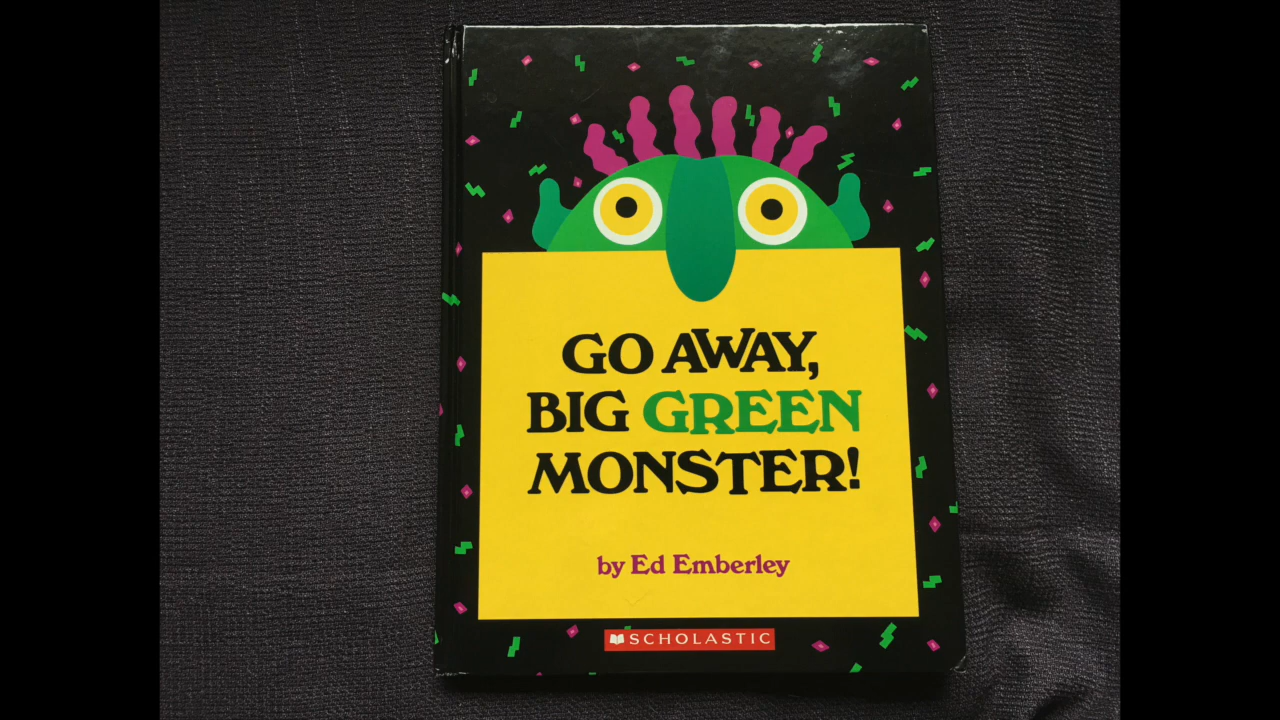 GO AWAY,
BIG GREEN
MONSTER!
by Ed Emberley
SCHOLASTIC